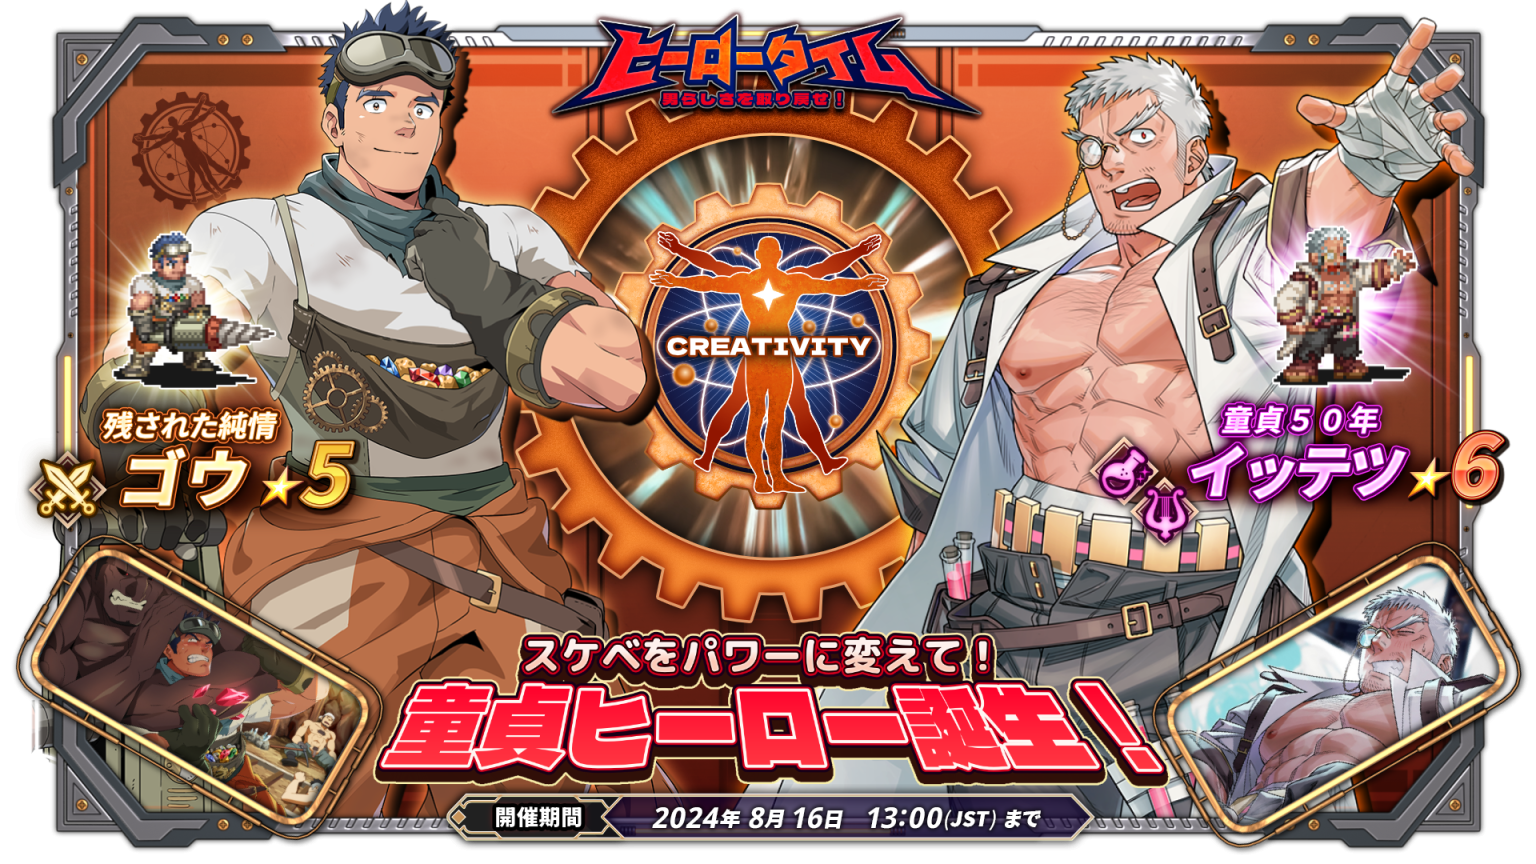 ヒーロータイム
男らしさを取り戻せ！
CREATIVITY
残された純情
ゴウ ★5
童貞５０年
イッテツ ★6
スケベをパワーに変えて！
童貞ヒーロー誕生！
開催期間 2024年 8月 16日 13:00(JST) まで